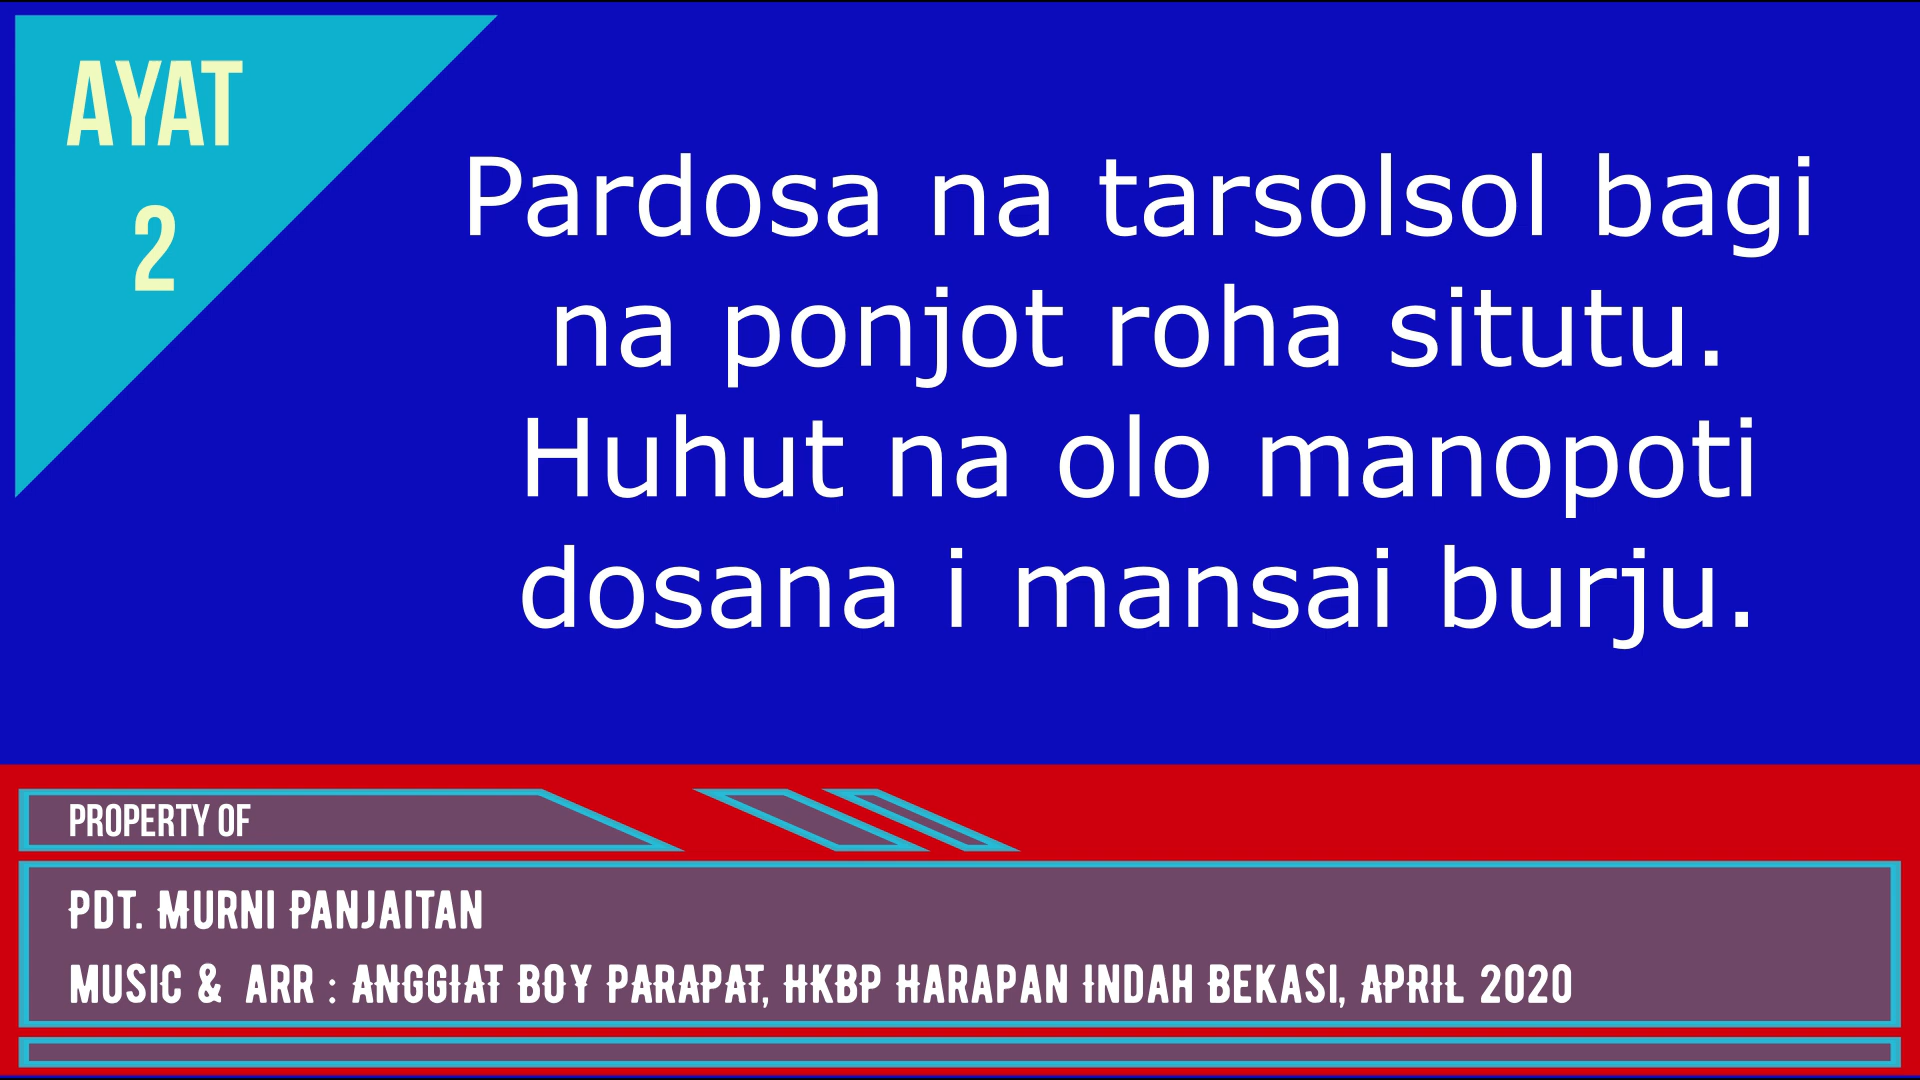 AYAT
2
Pardosa na tarsolsol bagi
na ponjot roha situtu.
Huhut na olo manopoti
dosana i mansai burju.
PROPERTY OF
PDT. MURNI PANJAITAN
MUSIC & ARR : ANGGIAT BOY PARAPAT, HKBP HARAPAN INDAH BEKASI, APRIL 2020